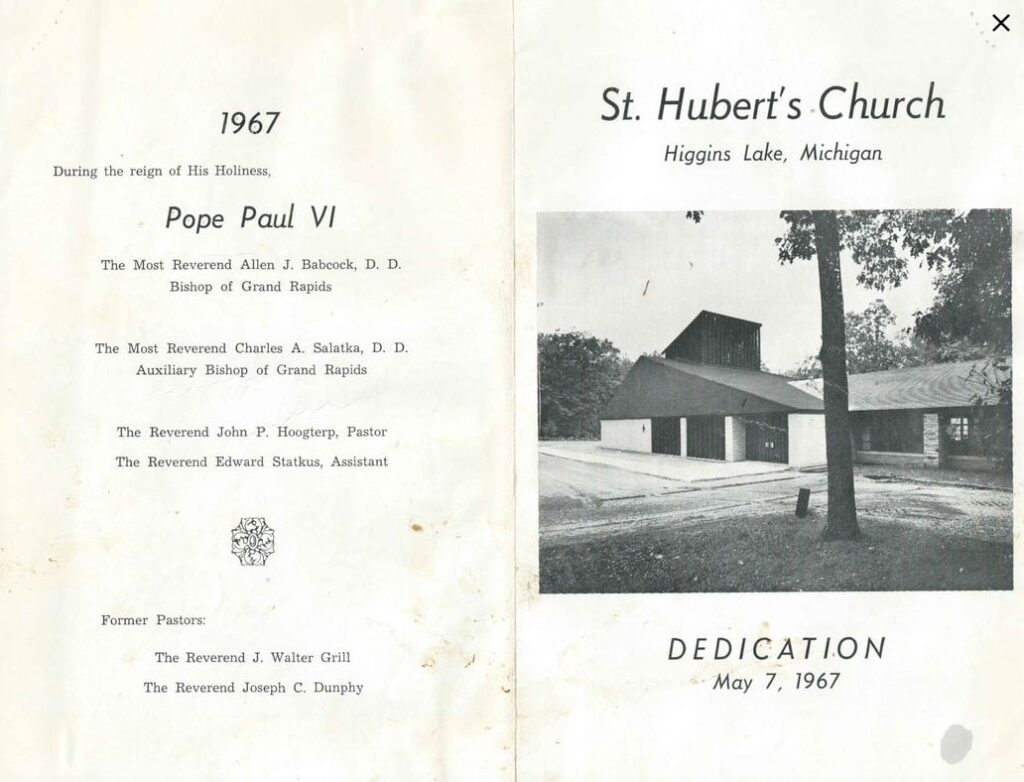 1967
During the reign of His Holiness,
Pope Paul VI
The Most Reverend Allen J. Babcock, D. D.
Bishop of Grand Rapids
The Most Reverend Charles A. Salatka, D. D.
Auxiliary Bishop of Grand Rapids
The Reverend John P. Hoogterp, Pastor
The Reverend Edward Statkus, Assistant
Former Pastors:
The Reverend J. Walter Grill
The Reverend Joseph C. Dunphy
St. Hubert's Church
Higgins Lake, Michigan
DEDICATION
May 7, 1967